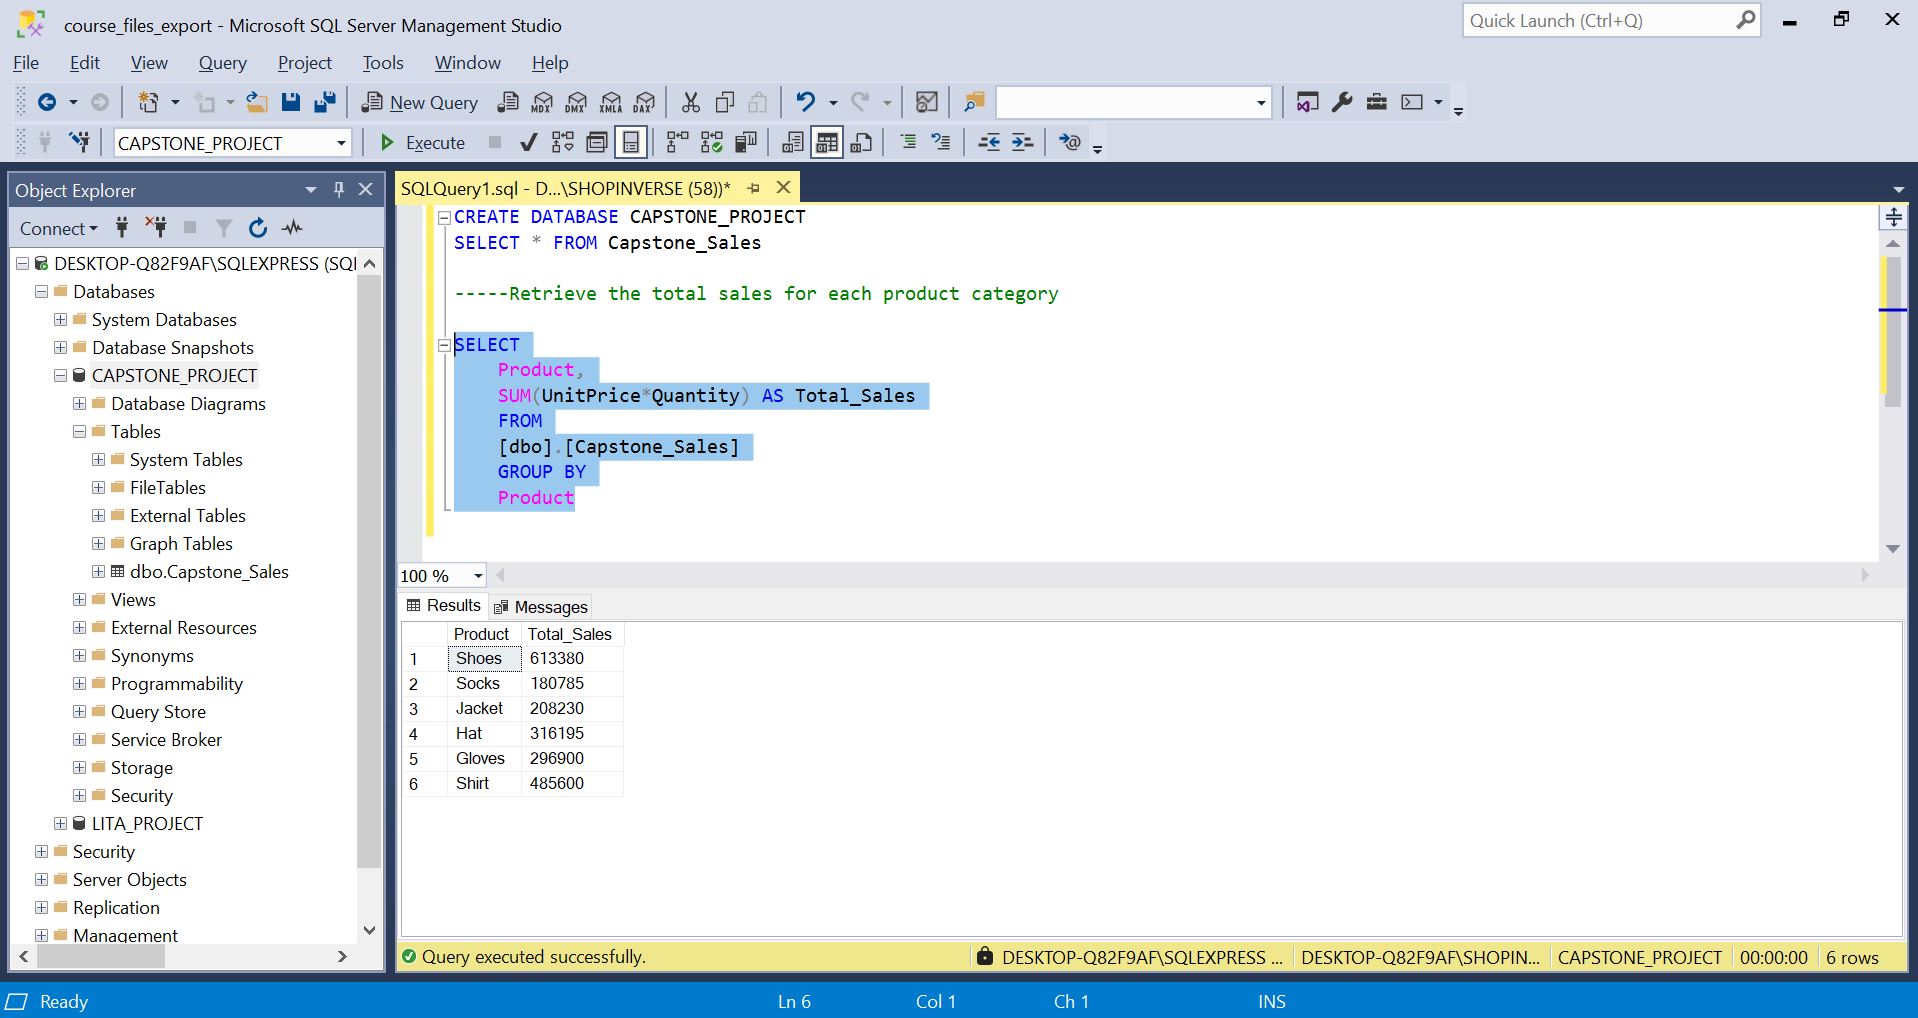 course_files_export - Microsoft SQL Server Management Studio
Quick Launch (Ctrl+Q)
File Edit View Query Project Tools Window Help
New Query MDX DMX XMLA DAX
CAPSTONE_PROJECT Execute
Object Explorer
Connect
DESKTOP-Q82F9AF\SQLEXPRESS (SQL
Databases
System Databases
Database Snapshots
CAPSTONE_PROJECT
Database Diagrams
Tables
System Tables
FileTables
External Tables
Graph Tables
dbo.Capstone_Sales
Views
External Resources
Synonyms
Programmability
Query Store
Service Broker
Storage
Security
LITA_PROJECT
Security
Server Objects
Replication
Management
SQLQuery1.sql - D...\SHOPINVERSE (58))*
CREATE DATABASE CAPSTONE_PROJECT
SELECT * FROM Capstone_Sales
-----Retrieve the total sales for each product category
SELECT
Product,
SUM(UnitPrice*Quantity) AS Total_Sales
FROM
[dbo].[Capstone_Sales]
GROUP BY
Product
100 %
Results Messages
Product Total_Sales
1 Shoes 613380
2 Socks 180785
3 Jacket 208230
4 Hat 316195
5 Gloves 296900
6 Shirt 485600
Query executed successfully. DESKTOP-Q82F9AF\SQLEXPRESS ... DESKTOP-Q82F9AF\SHOPIN... CAPSTONE_PROJECT 00:00:00 6 rows
Ready Ln 6 Col 1 Ch 1 INS